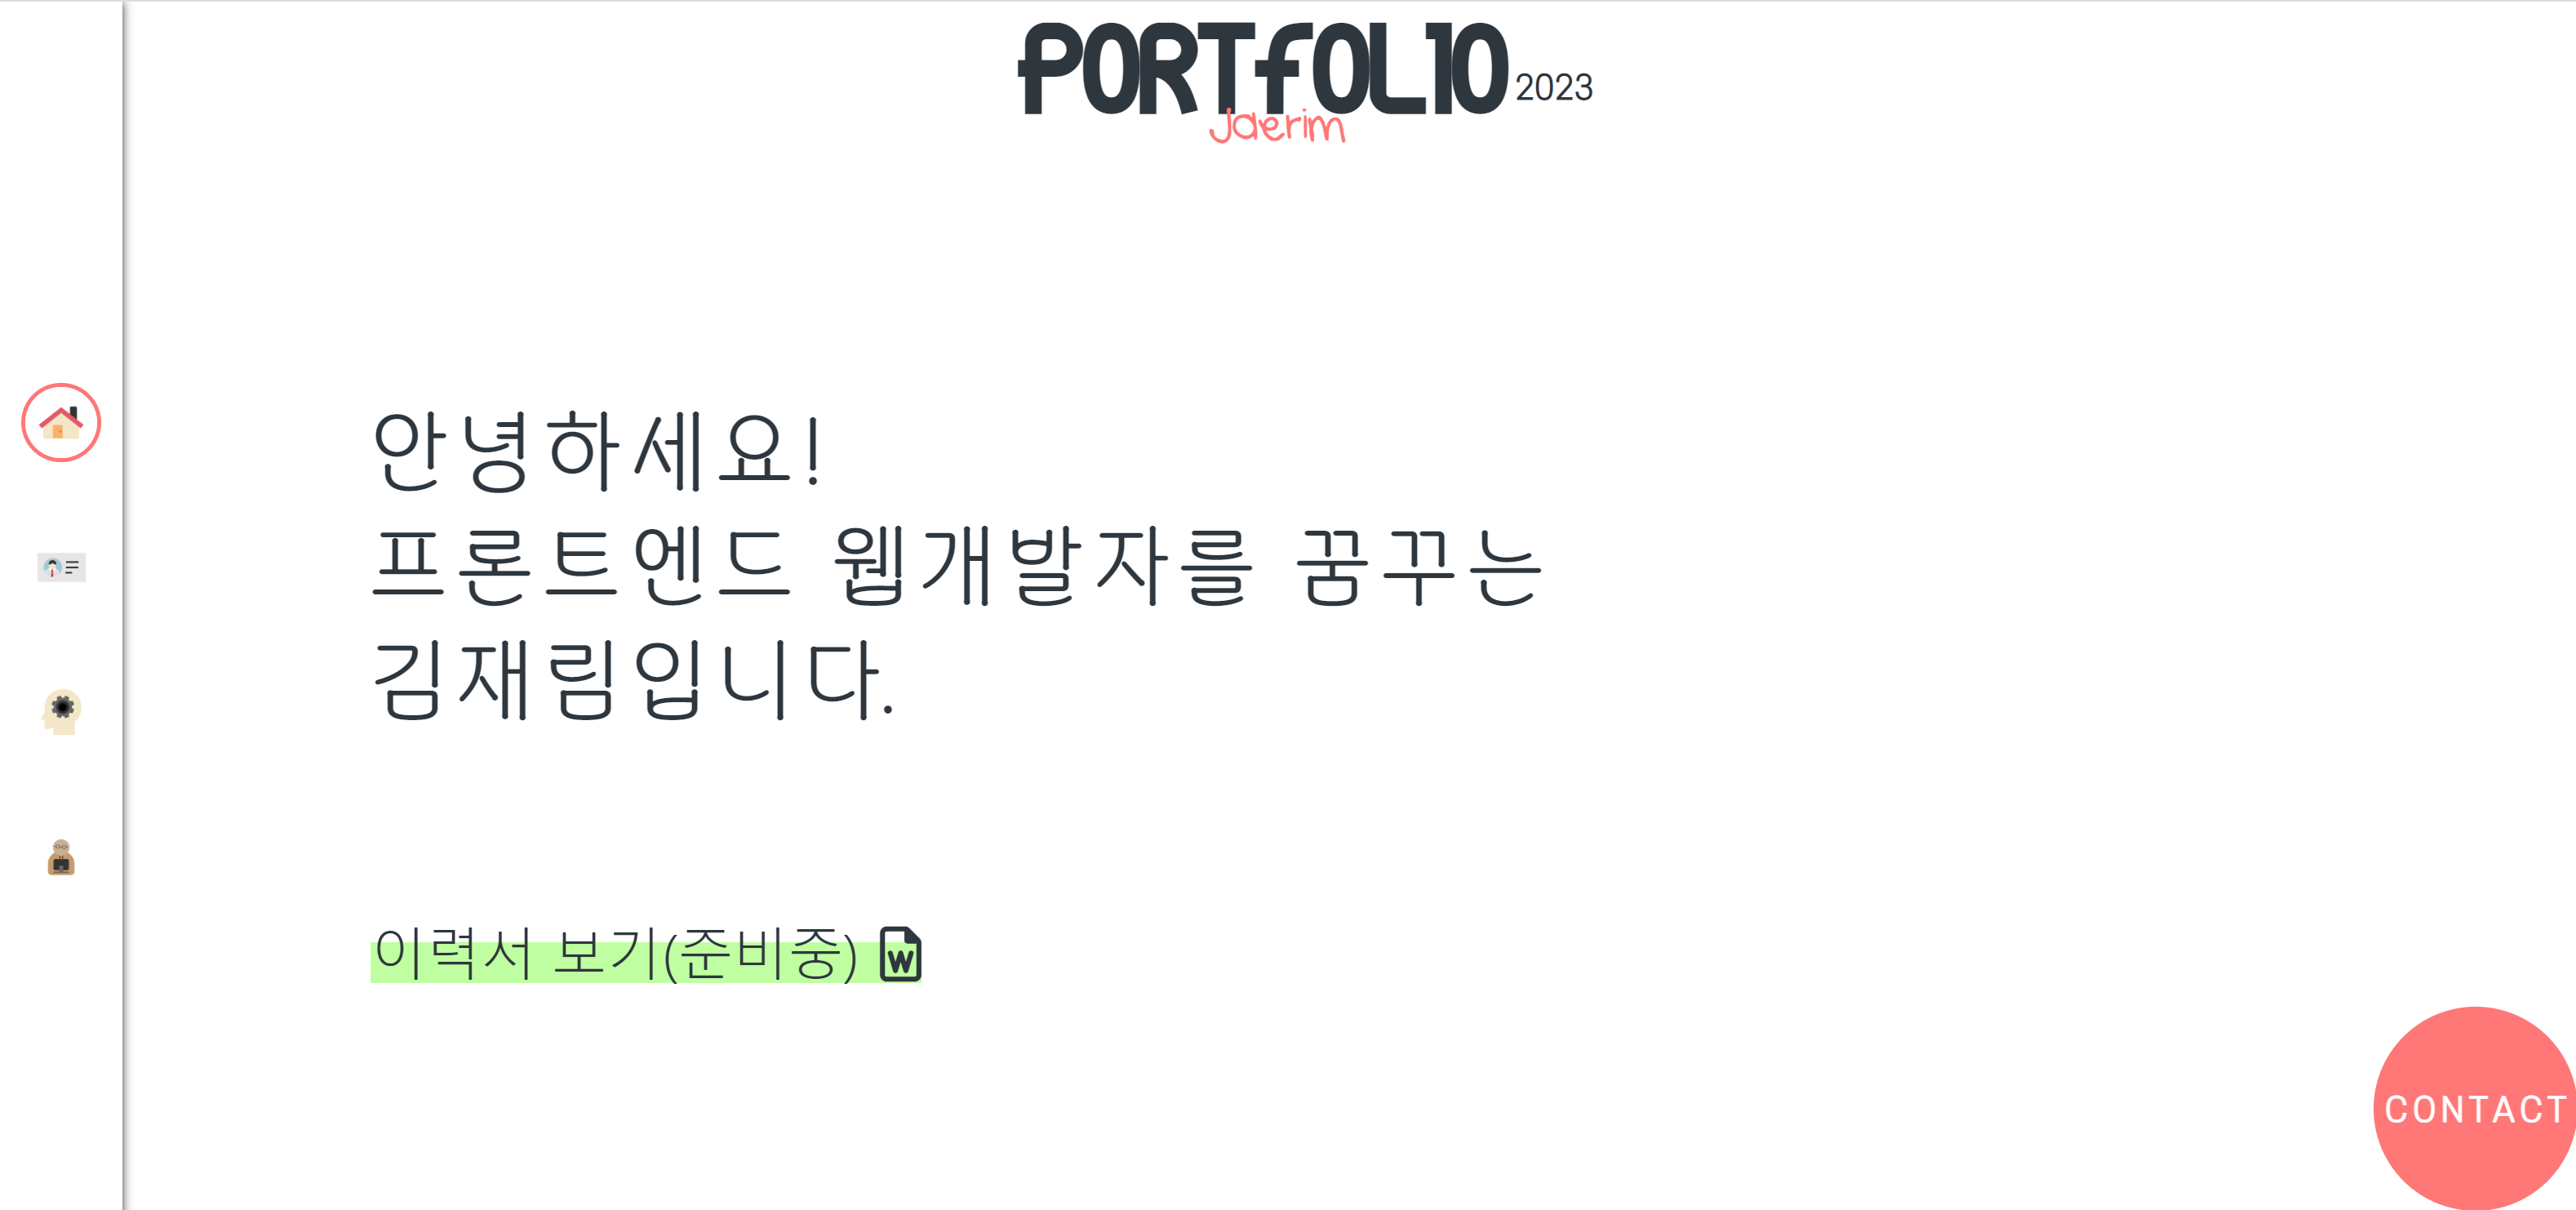 PORTfOLIO 2023
Jaerim
안녕하세요!
프론트엔드 웹개발자를 꿈꾸는
김재림입니다.
이력서 보기(준비중) W
CONTACT